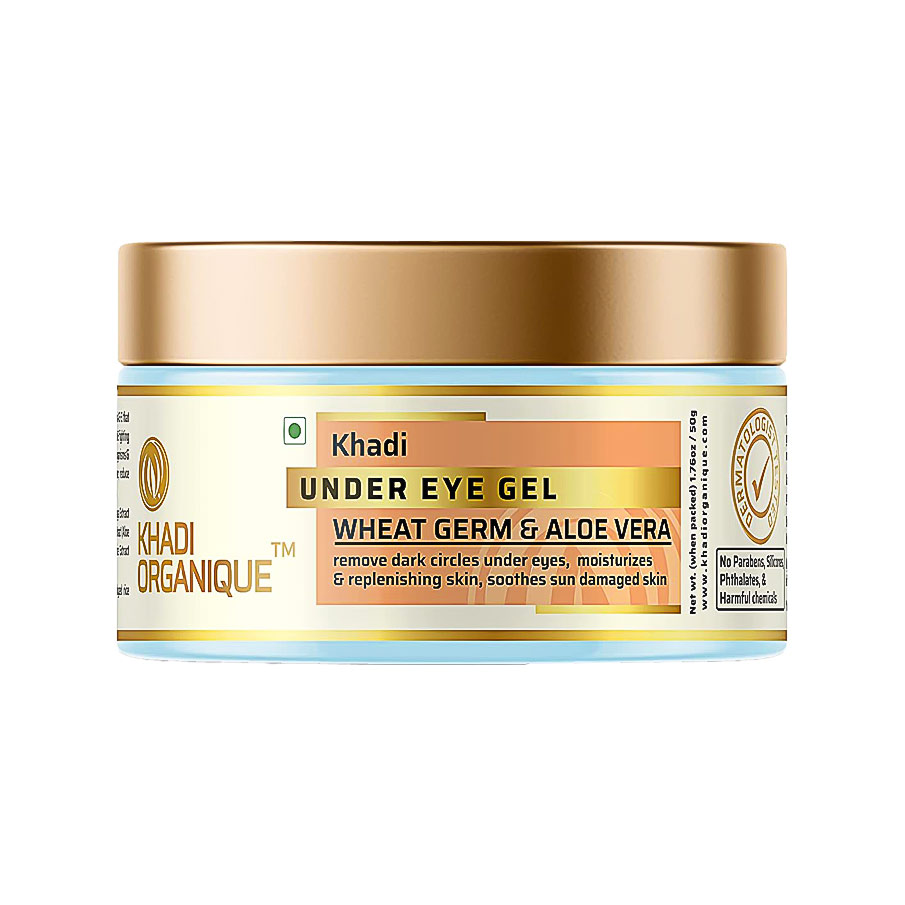 KHADI
ORGANIQUE™
Khadi
UNDER EYE GEL
WHEAT GERM & ALOE VERA
remove dark circles under eyes, moisturizes
& replenishing skin, soothes sun damaged skin
Net wt. (when packed) 1.76oz / 50g
www.khadiorganique.com
DERMATOLOGIST TESTED
No Parabens, Silicones,
Phthalates, &
Harmful chemicals